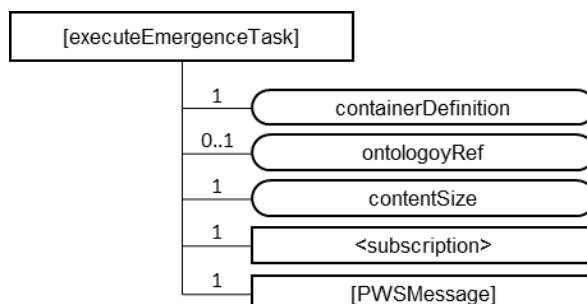 [executeEmergenceTask]
1
containerDefinition
0..1
ontologoyRef
1
contentSize
1
<subscription>
1
[PWSMessage]